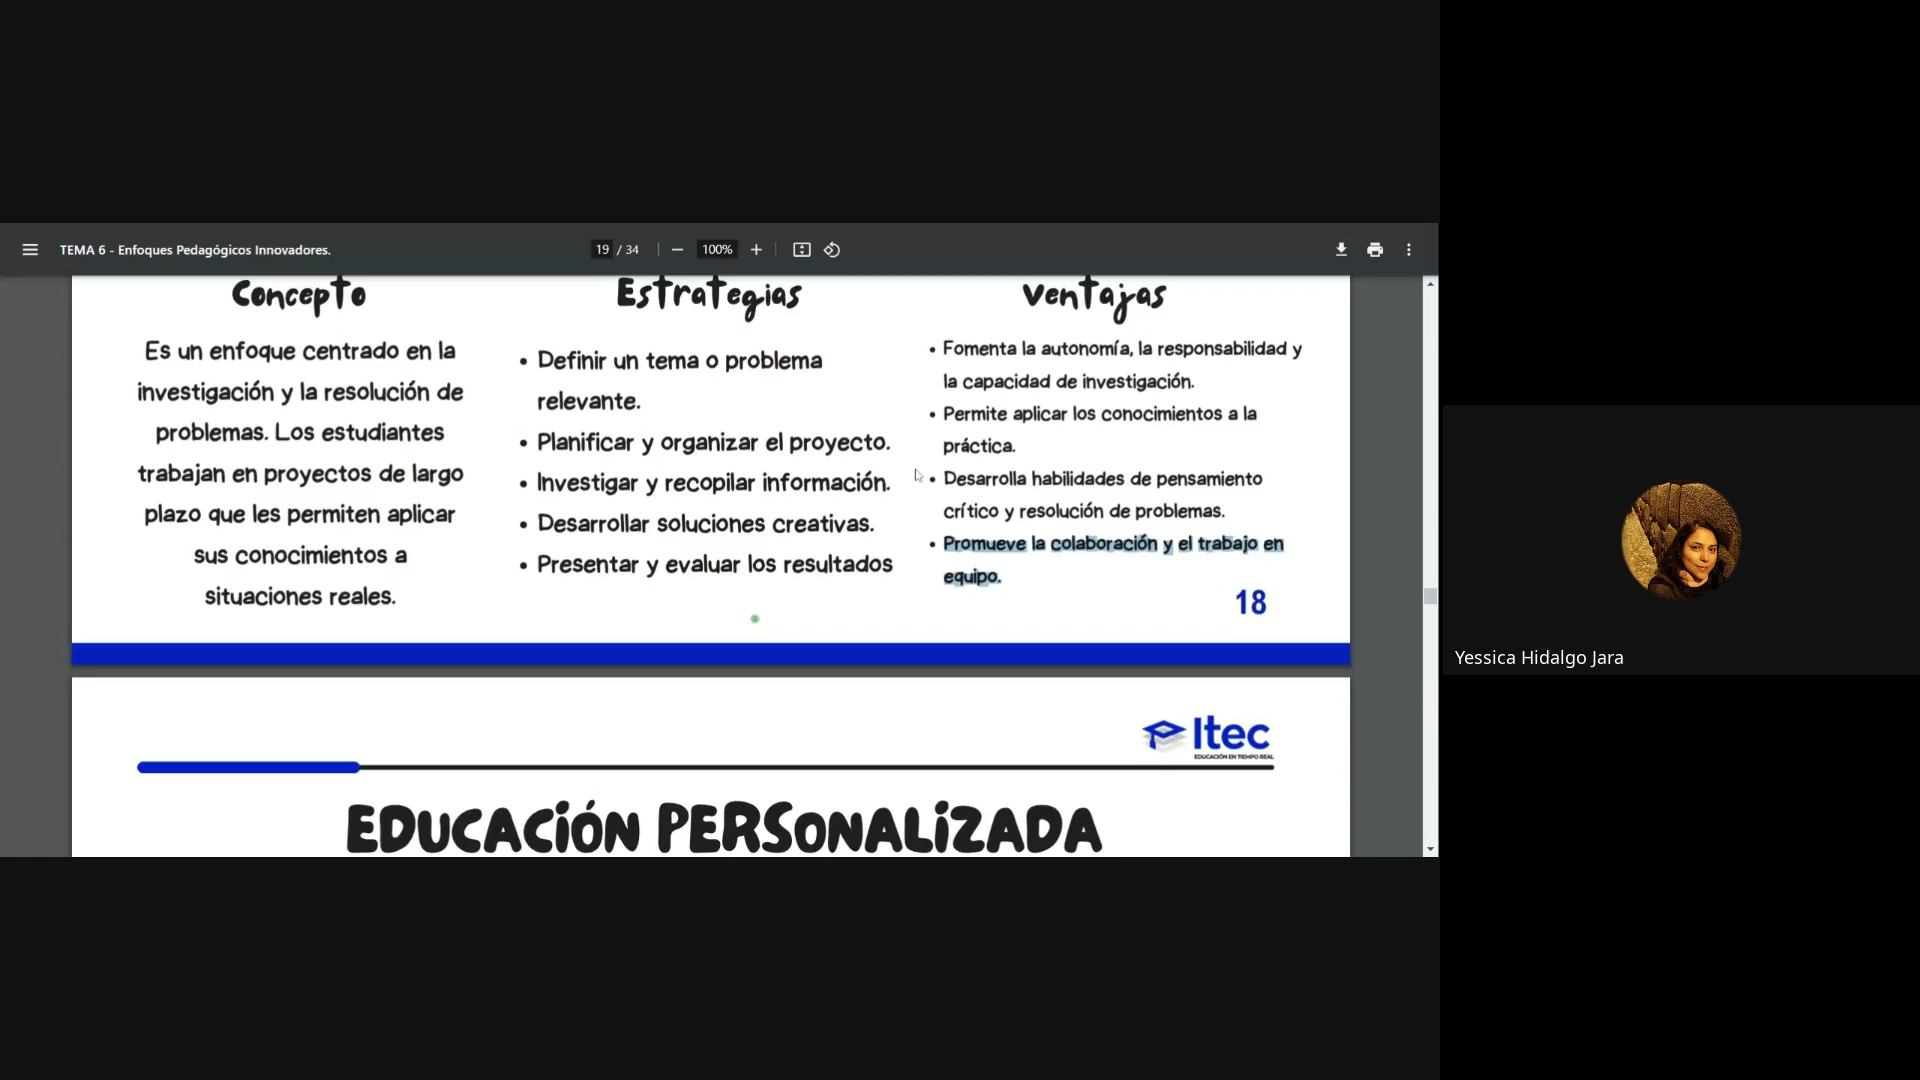 TEMA 6 - Enfoques Pedagógicos Innovadores.
19 / 34
100%
Concepto
Es un enfoque centrado en la
investigación y la resolución de
problemas. Los estudiantes
trabajan en proyectos de largo
plazo que les permiten aplicar
sus conocimientos a
situaciones reales.
Estrategias
• Definir un tema o problema
relevante.
• Planificar y organizar el proyecto.
• Investigar y recopilar información.
• Desarrollar soluciones creativas.
• Presentar y evaluar los resultados
Ventajas
• Fomenta la autonomía, la responsabilidad y
la capacidad de investigación.
• Permite aplicar los conocimientos a la
práctica.
• Desarrolla habilidades de pensamiento
crítico y resolución de problemas.
• Promueve la colaboración y el trabajo en
equipo.
18
Itec
EDUCACIÓN EN TIEMPO REAL
EDUCACIÓN PERSONALIZADA
Yessica Hidalgo Jara